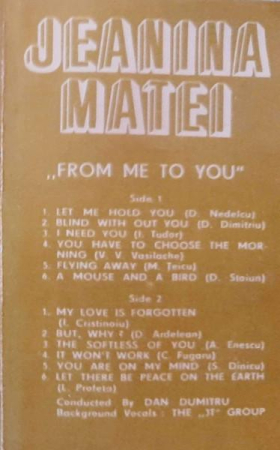 JEANINA
MATEI
„FROM ME TO YOU"
Side 1
1. LET ME HOLD YOU (D. Nedelcu)
2. BLIND WITH OUT YOU (D. Dimitriu)
3. I NEED YOU (I. Tudor)
4. YOU HAVE TO CHOOSE THE MOR-
NING (V. V. Vasilache)
5. FLYING AWAY (M. Țeicu)
6. A MOUSE AND A BIRD (D. Stoian)
Side 2
1. MY LOVE IS FORGOTTEN
(I. Cristinoiu)
2. BUT, WHY ? (D. Ardelean)
3. THE SOFTLESS OF YOU (A. Enescu)
4. IT WON'T WORK (C. Fugaru)
5. YOU ARE ON MY MIND (S. Dinicu)
6. LET THERE BE PEACE ON THE EARTH
(L. Profeta)
Conducted By DAN DUMITRU
Background Vocals : THE „3T" GROUP